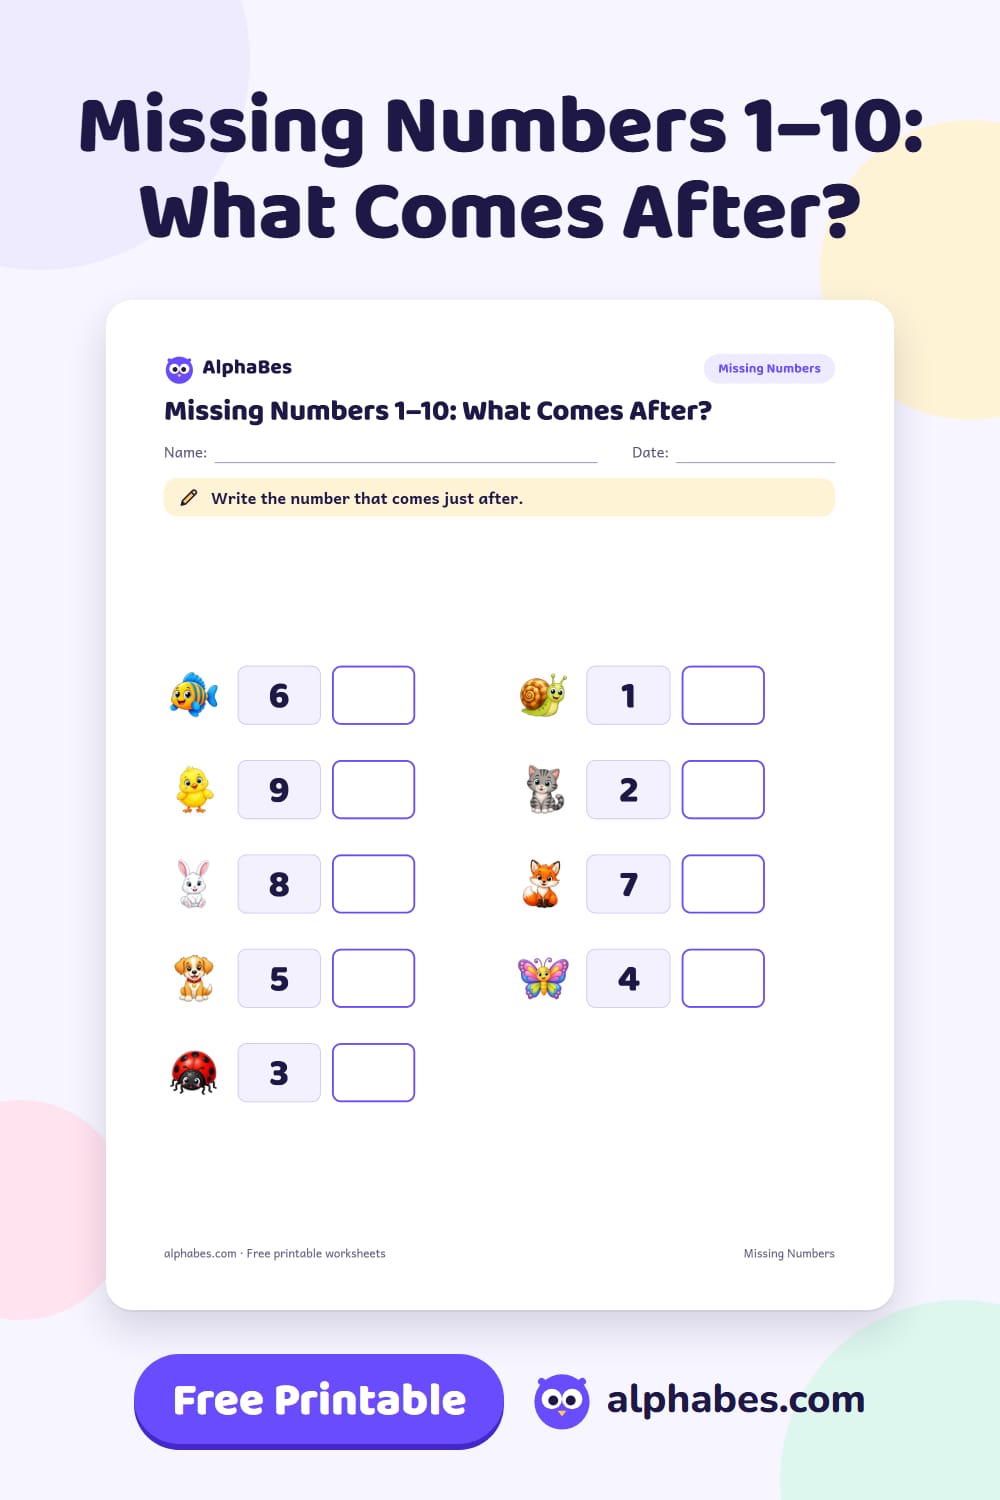 Missing Numbers 1–10:
What Comes After?
AlphaBes
Missing Numbers
Missing Numbers 1–10: What Comes After?
Name:
Date:
Write the number that comes just after.
6
1
9
2
8
7
5
4
3
alphabes.com · Free printable worksheets
Missing Numbers
Free Printable
alphabes.com